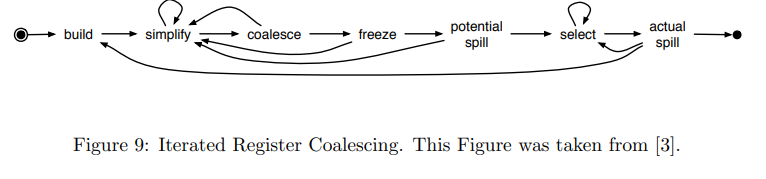 build
simplify
coalesce
freeze
potential
spill
select
actual
spill
Figure 9: Iterated Register Coalescing. This Figure was taken from [3].